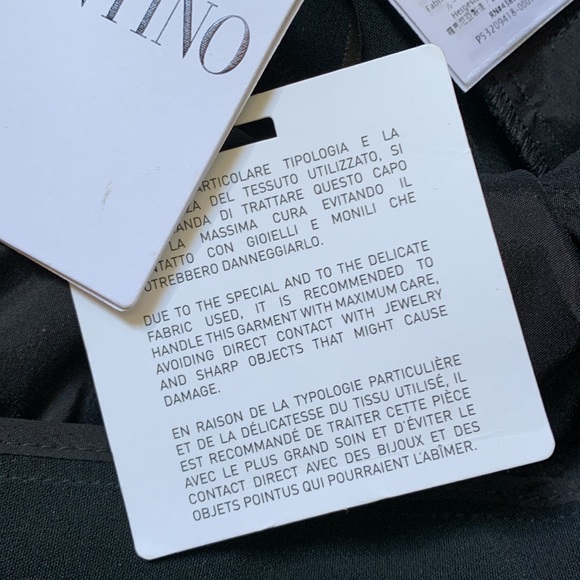 NTINO
ARTICOLARE TIPOLOGIA E LA
ZA DEL TESSUTO UTILIZZATO, SI
ANDA DI TRATTARE QUESTO CAPO
LA MASSIMA CURA EVITANDO IL
NTATTO CON GIOIELLI E MONILI CHE
OTREBBERO DANNEGGIARLO.
DUE TO THE SPECIAL AND TO THE DELICATE
FABRIC USED, IT IS RECOMMENDED TO
HANDLE THIS GARMENT WITH MAXIMUM CARE,
AVOIDING DIRECT CONTACT WITH JEWELRY
AND SHARP OBJECTS THAT MIGHT CAUSE
DAMAGE.
EN RAISON DE LA TYPOLOGIE PARTICULIÈRE
ET DE LA DÉLICATESSE DU TISSU UTILISÉ, IL
EST RECOMMANDÉ DE TRAITER CETTE PIÈCE
AVEC LE PLUS GRAND SOIN ET D'ÉVITER LE
CONTACT DIRECT AVEC DES BIJOUX ET DES
OBJETS POINTUS QUI POURRAIENT L'ABÎMER.